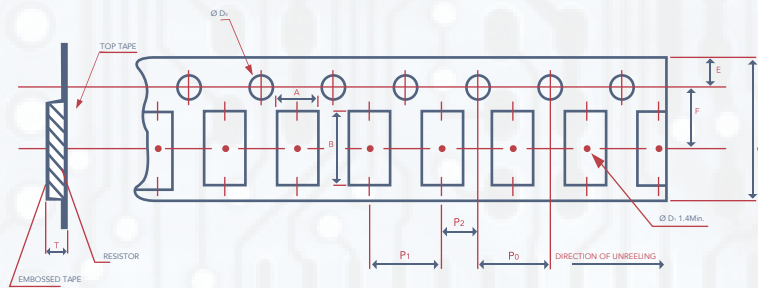 Ø D₀
TOP TAPE
E
A
F
B
P2
Ø D₁ 1.4Min.
T
P1
P0
DIRECTION OF UNREELING
RESISTOR
EMBOSSED TAPE